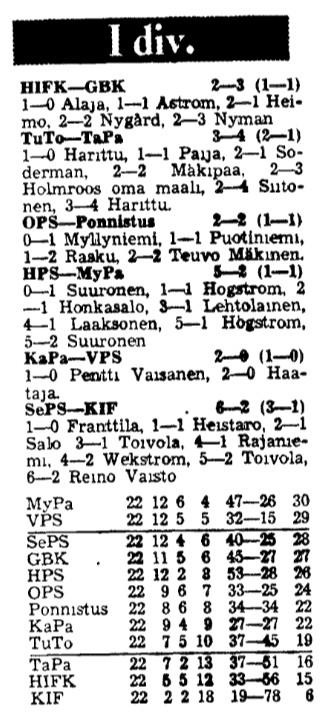 I div.
HIFK—GBK 2—3 (1—1)
1—0 Alaja, 1—1 Åstrom, 2—1 Hei-
mo, 2—2 Nygård, 2—3 Nyman
TuTo—TaPa 3—4 (2—1)
1—0 Harittu, 1—1 Paija, 2—1 So-
derman, 2—2 Mäkipaa, 2—3
Holmroos oma maali, 2—4 Siito-
nen, 3—4 Harittu.
OPS—Ponnistus 2—2 (1—1)
0—1 Myllyniemi, 1—1 Puotiniemi,
1—2 Rasku, 2—2 Teuvo Mäkinen.
HPS—MyPa 5—2 (1—1)
0—1 Suuronen, 1—1 Hogstrom, 2
—1 Honkasalo, 3—1 Lehtolainen,
4—1 Laaksonen, 5—1 Högstrom,
5—2 Suuronen
KaPa—VPS 2—0 (1—0)
1—0 Pentti Vaisanen, 2—0 Haa-
taja.
SePS—KIF 6—2 (3—1)
1—0 Franttila, 1—1 Heistaro, 2—1
Salo 3—1 Toivola, 4—1 Rajanie-
mi, 4—2 Wekstrom, 5—2 Toivola,
6—2 Reino Vaisto
MyPa 22 12 6 4 47—26 30
VPS 22 12 5 5 32—15 29
SePS 22 12 4 6 40—25 28
GBK 22 11 5 6 45—27 27
HPS 22 12 2 8 53—28 26
OPS 22 9 6 7 33—25 24
Ponnistus 22 8 6 8 34—34 22
KaPa 22 9 4 9 27—27 22
TuTo 22 7 5 10 37—45 19
TaPa 22 7 2 13 37—51 16
HIFK 22 5 5 12 33—56 15
KIF 22 2 2 18 19—78 6